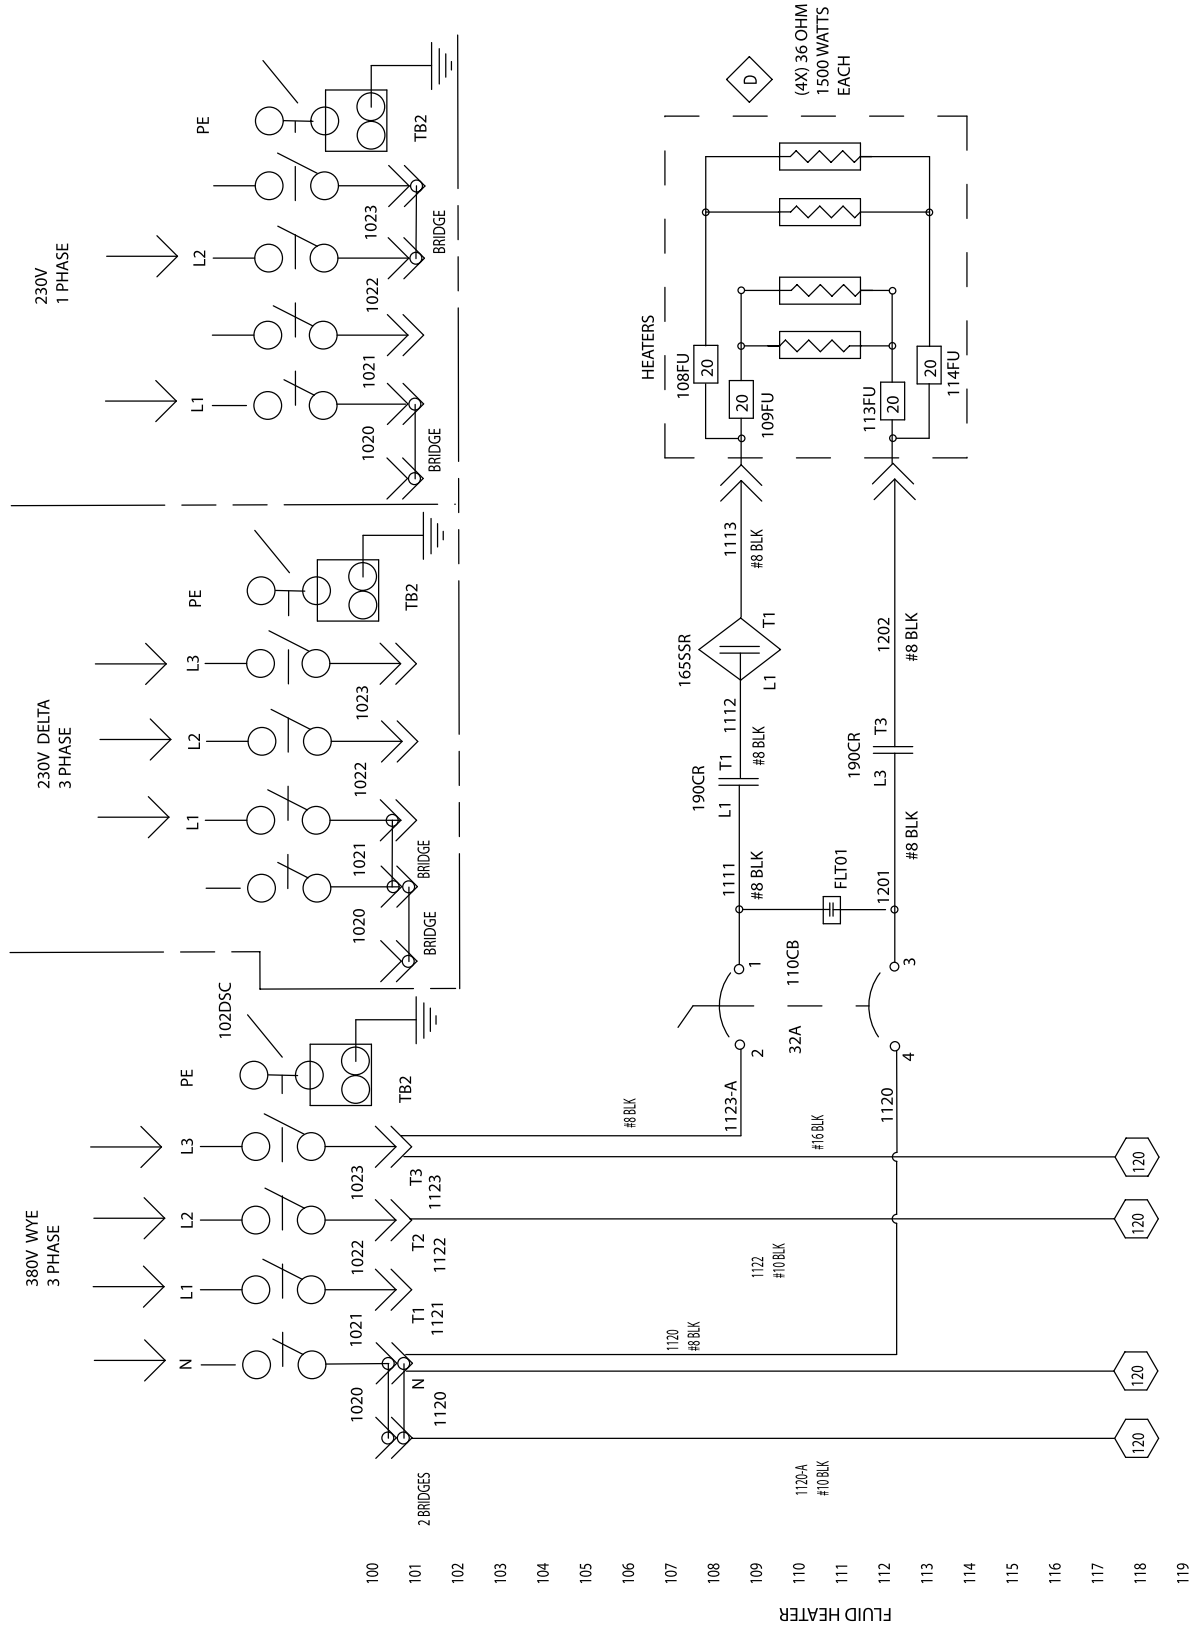 380V WYE
3 PHASE
N
L1
L2
L3
PE
102DSC
1020
1021
1022
1023
TB2
2 BRIDGES
N
1120
T1
1121
T2
1122
T3
1123
230V DELTA
3 PHASE
L1
L2
L3
PE
1020
1021
1022
1023
TB2
BRIDGE
BRIDGE
230V
1 PHASE
L1
L2
PE
1020
1021
1022
1023
TB2
BRIDGE
BRIDGE
#8 BLK
1120
#8 BLK
1122
#10 BLK
1120-A
#10 BLK
#16 BLK
120
120
120
120
1123-A
2
1
32A
110CB
1120
4
3
1111
#8 BLK
FLT01
1201
#8 BLK
190CR
L1
T1
1112
#8 BLK
165SSR
L1
T1
1113
#8 BLK
190CR
L3
T3
1202
#8 BLK
HEATERS
108FU
20
20
109FU
113FU
20
20
114FU
D
(4X) 36 OHM
1500 WATTS
EACH
100
101
102
103
104
105
106
107
108
109
110
111
112
113
114
115
116
117
118
119
FLUID HEATER